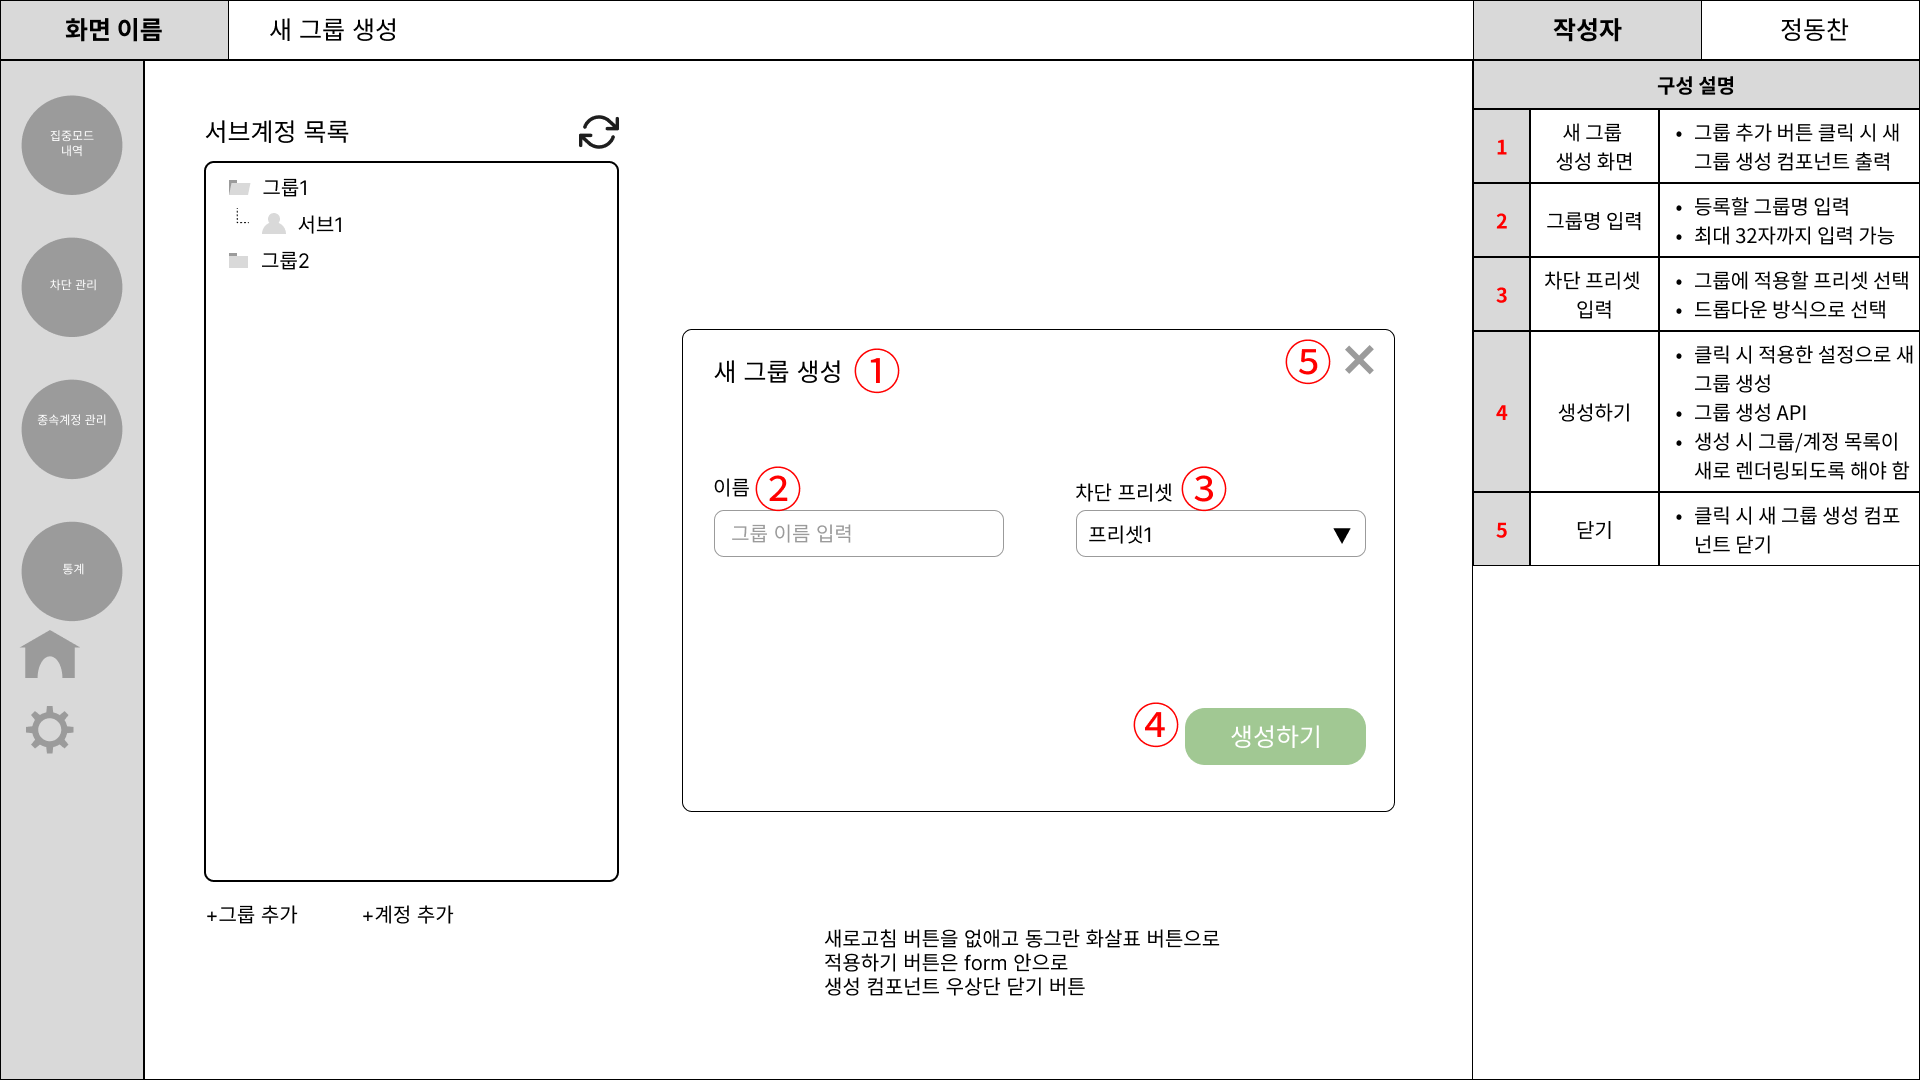 화면 이름
새 그룹 생성
작성자
정동찬
집중모드
내역
차단 관리
종속계정 관리
통계
서브계정 목록
그룹1
서브1
그룹2
+그룹 추가
+계정 추가
새 그룹 생성 ①
⑤
이름 ②
그룹 이름 입력
차단 프리셋 ③
프리셋1 ▼
④ 생성하기
새로고침 버튼을 없애고 동그란 화살표 버튼으로
적용하기 버튼은 form 안으로
생성 컴포넌트 우상단 닫기 버튼
구성 설명
1
새 그룹
생성 화면
• 그룹 추가 버튼 클릭 시 새
그룹 생성 컴포넌트 출력
2
그룹명 입력
• 등록할 그룹명 입력
• 최대 32자까지 입력 가능
3
차단 프리셋
입력
• 그룹에 적용할 프리셋 선택
• 드롭다운 방식으로 선택
4
생성하기
• 클릭 시 적용한 설정으로 새
그룹 생성
• 그룹 생성 API
• 생성 시 그룹/계정 목록이
새로 렌더링되도록 해야 함
5
닫기
• 클릭 시 새 그룹 생성 컴포
넌트 닫기